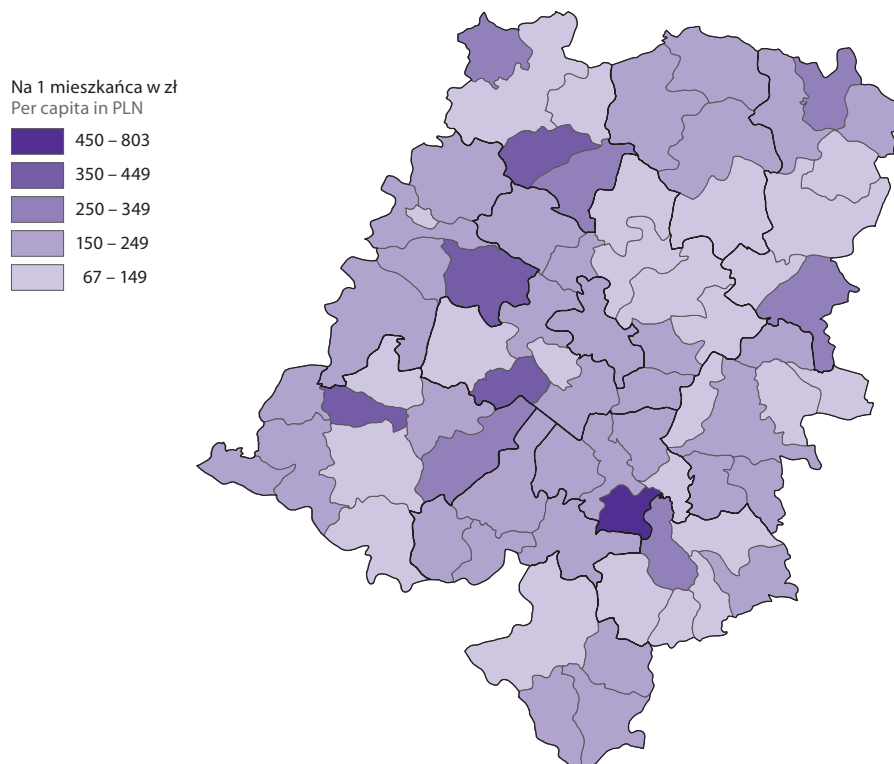 Na 1 mieszkańca w zł
Per capita in PLN
450 – 803
350 – 449
250 – 349
150 – 249
67 – 149